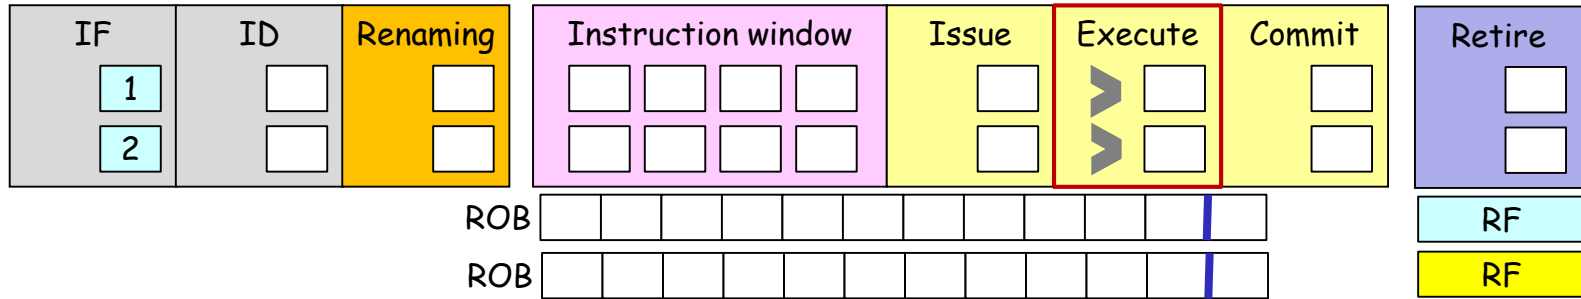 IF ID Renaming Instruction window Issue Execute Commit Retire
1
2
ROB RF
ROB RF